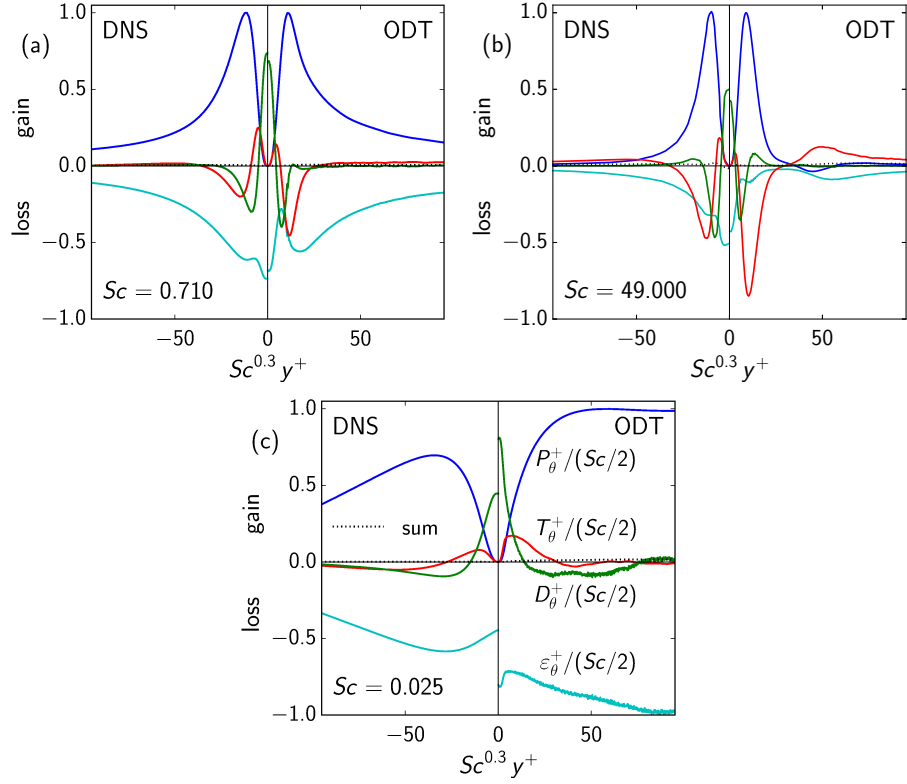 (a)
DNS
ODT
1.0
0.5
0.0
−0.5
−1.0
gain
loss
Sc = 0.710
−50
0
50
Sc^0.3 y^+
(b)
DNS
ODT
1.0
0.5
0.0
−0.5
−1.0
gain
loss
Sc = 49.000
−50
0
50
Sc^0.3 y^+
(c)
DNS
ODT
1.0
0.5
0.0
−0.5
−1.0
gain
loss
sum
P_θ^+/(Sc/2)
T_θ^+/(Sc/2)
D_θ^+/(Sc/2)
ε_θ^+/(Sc/2)
Sc = 0.025
−50
0
50
Sc^0.3 y^+